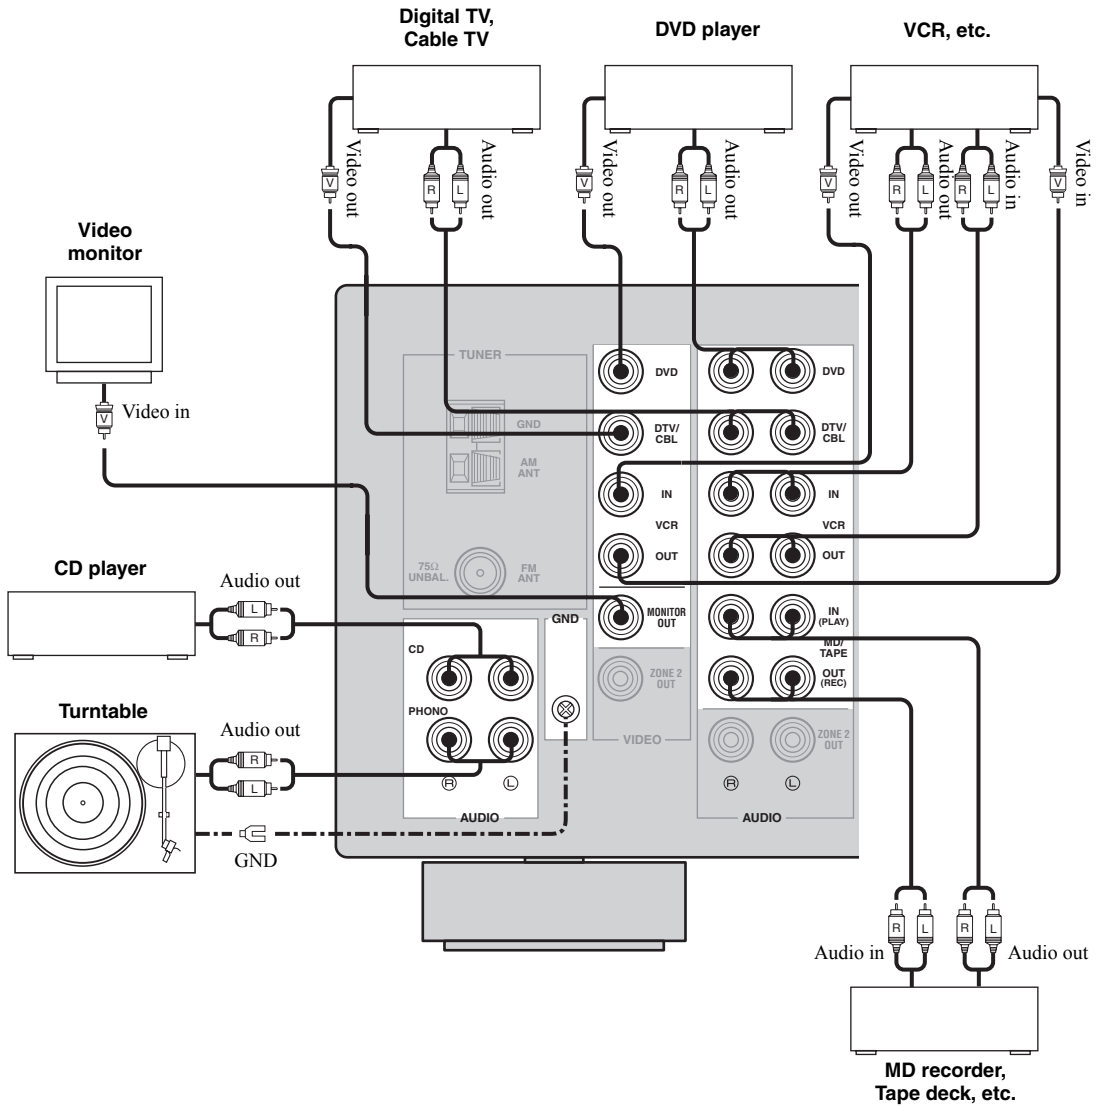 Digital TV,
Cable TV
DVD player
VCR, etc.
Video out
Audio out
Video out
Audio out
Video out
Audio out
Audio in
Video in
V
R
L
V
R
L
V
R
L
R
L
V
Video
monitor
V
Video in
TUNER
GND
AM
ANT
75Ω
UNBAL.
FM
ANT
DVD
DTV/
CBL
IN
VCR
OUT
MONITOR
OUT
ZONE 2
OUT
VIDEO
DVD
DTV/
CBL
IN
VCR
OUT
IN
(PLAY)
MD/
TAPE
OUT
(REC)
ZONE 2
OUT
R
L
AUDIO
CD player
Audio out
L
R
CD
PHONO
GND
R
L
AUDIO
Turntable
Audio out
R
L
GND
R
L
R
L
Audio in
Audio out
MD recorder,
Tape deck, etc.